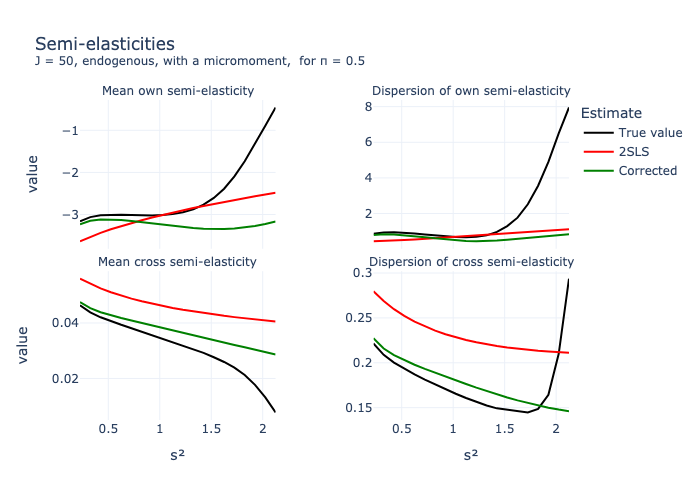 Semi-elasticities
J = 50, endogenous, with a micromoment,  for π = 0.5
Mean own semi-elasticity
Dispersion of own semi-elasticity
Estimate
True value
2SLS
Corrected
value
−1
−2
−3
8
6
4
2
Mean cross semi-elasticity
Dispersion of cross semi-elasticity
value
0.04
0.02
0.3
0.25
0.2
0.15
0.5 1 1.5 2
0.5 1 1.5 2
s²
s²